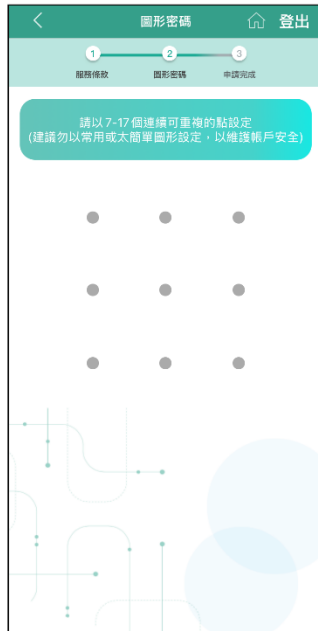 圖形密碼
登出
1
2
3
服務條款
圖形密碼
申請完成
請以7-17個連續可重複的點設定
(建議勿以常用或太簡單圖形設定，以維護帳戶安全)